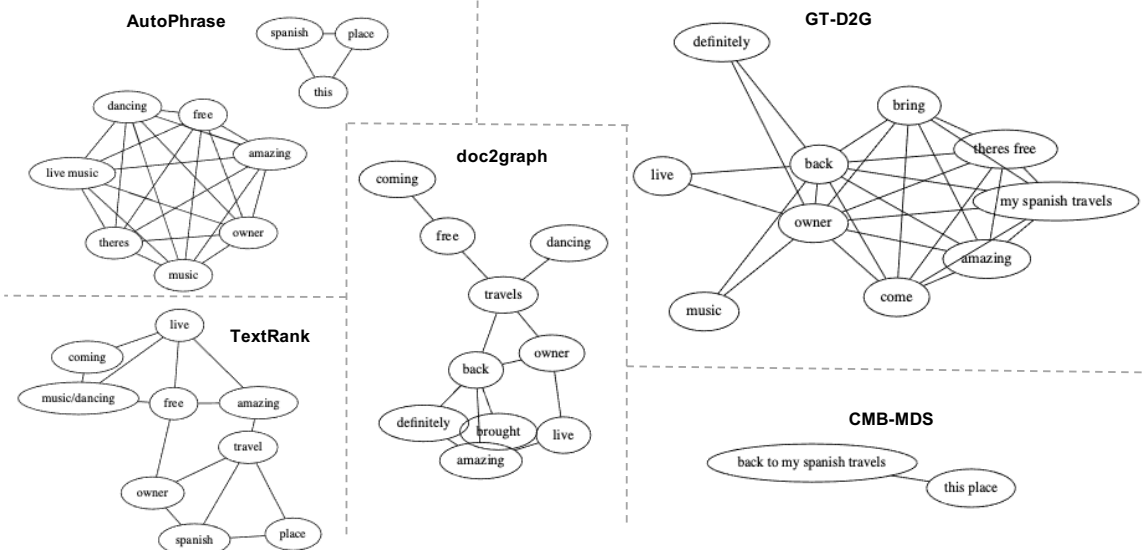 AutoPhrase
spanish
place
this
dancing
free
amazing
live music
owner
theres
music
TextRank
live
coming
music/dancing
free
amazing
travel
owner
spanish
place
doc2graph
coming
free
dancing
travels
owner
back
definitely
brought
live
amazing
GT-D2G
definitely
bring
theres free
back
live
my spanish travels
owner
amazing
come
music
CMB-MDS
back to my spanish travels
this place